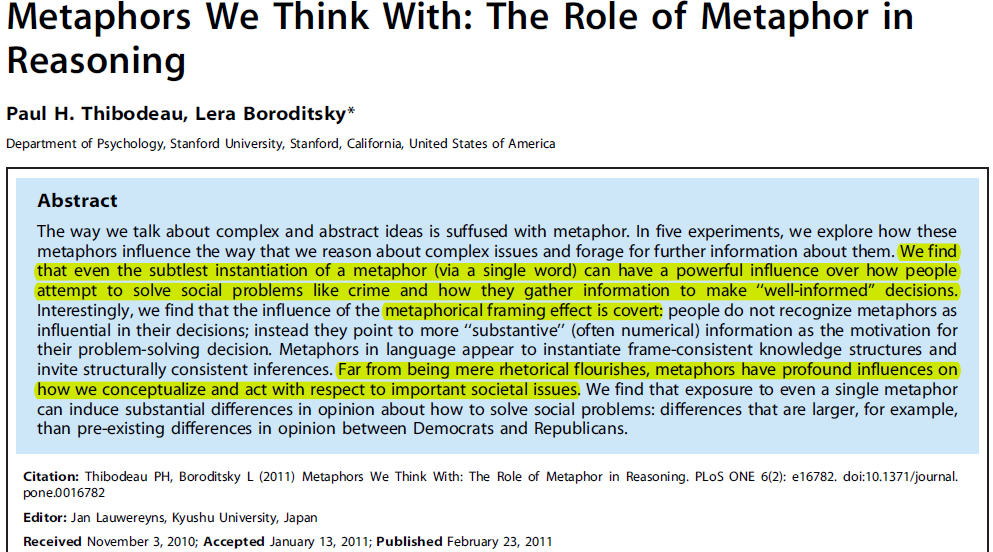 Metaphors We Think With: The Role of Metaphor in
Reasoning
Paul H. Thibodeau, Lera Boroditsky*
Department of Psychology, Stanford University, Stanford, California, United States of America
Abstract
The way we talk about complex and abstract ideas is suffused with metaphor. In five experiments, we explore how these
metaphors influence the way that we reason about complex issues and forage for further information about them. We find
that even the subtlest instantiation of a metaphor (via a single word) can have a powerful influence over how people
attempt to solve social problems like crime and how they gather information to make ‘‘well-informed’’ decisions.
Interestingly, we find that the influence of the metaphorical framing effect is covert: people do not recognize metaphors as
influential in their decisions; instead they point to more ‘‘substantive’’ (often numerical) information as the motivation for
their problem-solving decision. Metaphors in language appear to instantiate frame-consistent knowledge structures and
invite structurally consistent inferences. Far from being mere rhetorical flourishes, metaphors have profound influences on
how we conceptualize and act with respect to important societal issues. We find that exposure to even a single metaphor
can induce substantial differences in opinion about how to solve social problems: differences that are larger, for example,
than pre-existing differences in opinion between Democrats and Republicans.
Citation: Thibodeau PH, Boroditsky L (2011) Metaphors We Think With: The Role of Metaphor in Reasoning. PLoS ONE 6(2): e16782. doi:10.1371/journal.
pone.0016782
Editor: Jan Lauwereyns, Kyushu University, Japan
Received November 3, 2010; Accepted January 13, 2011; Published February 23, 2011